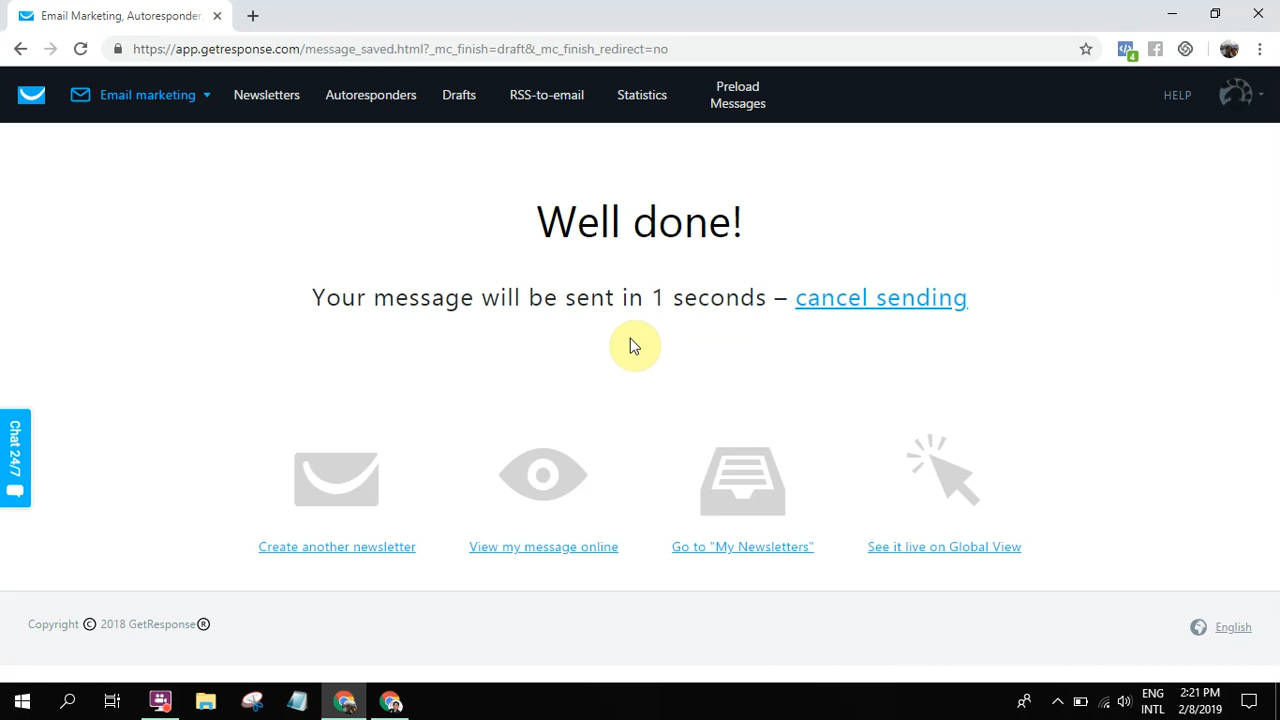 Email Marketing, Autoresponder
https://app.getresponse.com/message_saved.html?_mc_finish=draft&_mc_finish_redirect=no
4
Email marketing
Newsletters
Autoresponders
Drafts
RSS-to-email
Statistics
Preload
Messages
HELP
Well done!
Your message will be sent in 1 seconds – cancel sending
Chat 24/7
Create another newsletter
View my message online
Go to "My Newsletters"
See it live on Global View
Copyright © 2018 GetResponse®
English
ENG
INTL
2:21 PM
2/8/2019